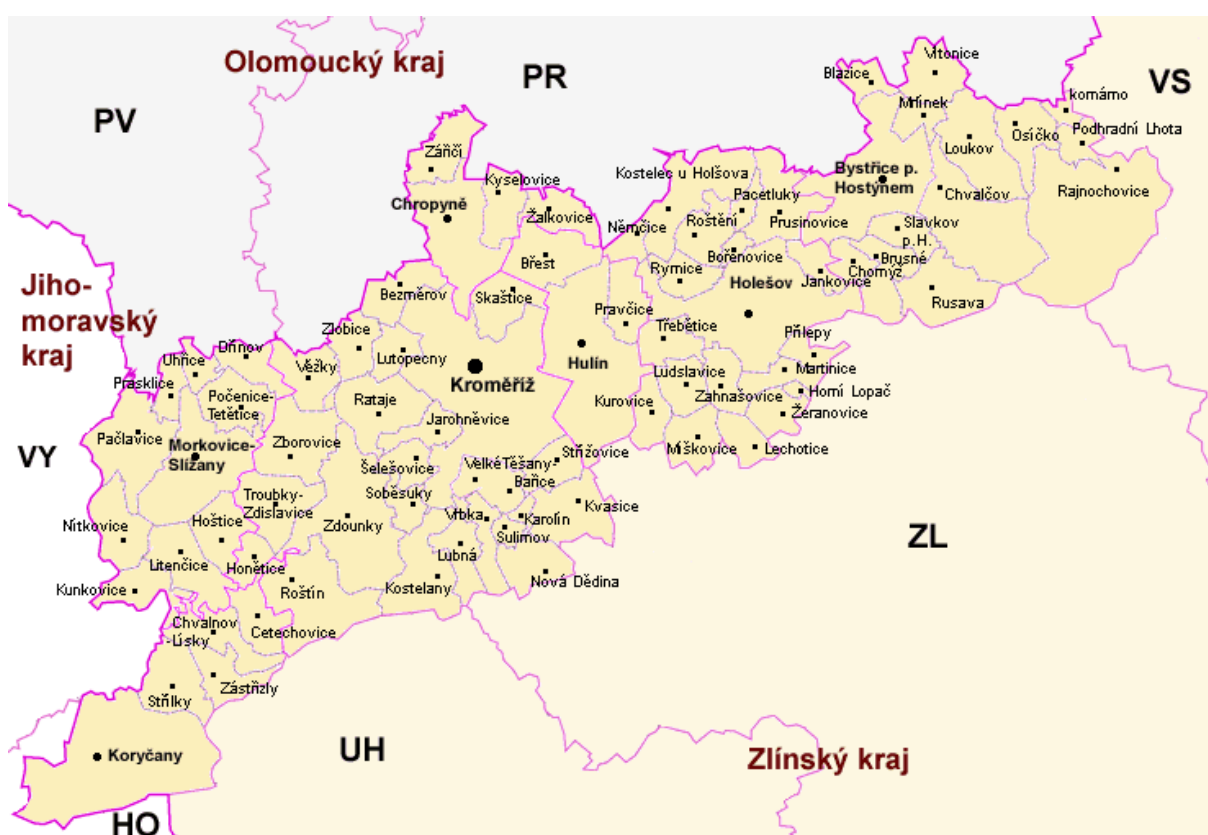 Olomoucký kraj
PR
VS
PV
Vítonice
Blazice
Mrlínek
komárno
Osíčko
Podhradní Lhota
Loukov
Rajnochovice
Bystřice p.
Hostýnem
Chvalčov
Slavkov
p.H.
Brusné
Chomýž
Rusava
Zářičí
Kyselovice
Chropyně
Žalkovice
Břest
Kostelec u Holšova
Pacetluky
Prusinovice
Roštění
Němčice
Bořenovice
Rymice
Holešov
Jankovice
Jiho-
moravský
kraj
Bezměrov
Skaštice
Pravčice
Třebětice
Přílepy
Zlobice
Lutopecny
Hulín
Martinice
Ludslavice
Zahnašovice
Horní Lopač
Kurovice
Žeranovice
Míškovice
Lechotice
Dřínov
Uhřice
Věžky
Prasklice
Kroměříž
Počenice-
Tetětice
Rataje
Jarohněvice
Pačlavice
VY
Morkovice-
Slížany
Zborovice
Šelešovice
Velké Těšany
Střížovice
Bařice
Soběsuky
Troubky-
Zdislavice
Kvasice
Vrbka
Karolín
Sulimov
Zdounky
Nítkovice
Hoštice
Lubná
Litenčice
Honětice
Kunkovice
Roštín
Kostelany
Nová Dědina
ZL
Chvalnov
-Lísky
Cetechovice
Zástřizly
Střílky
Koryčany
UH
Zlínský kraj
HO